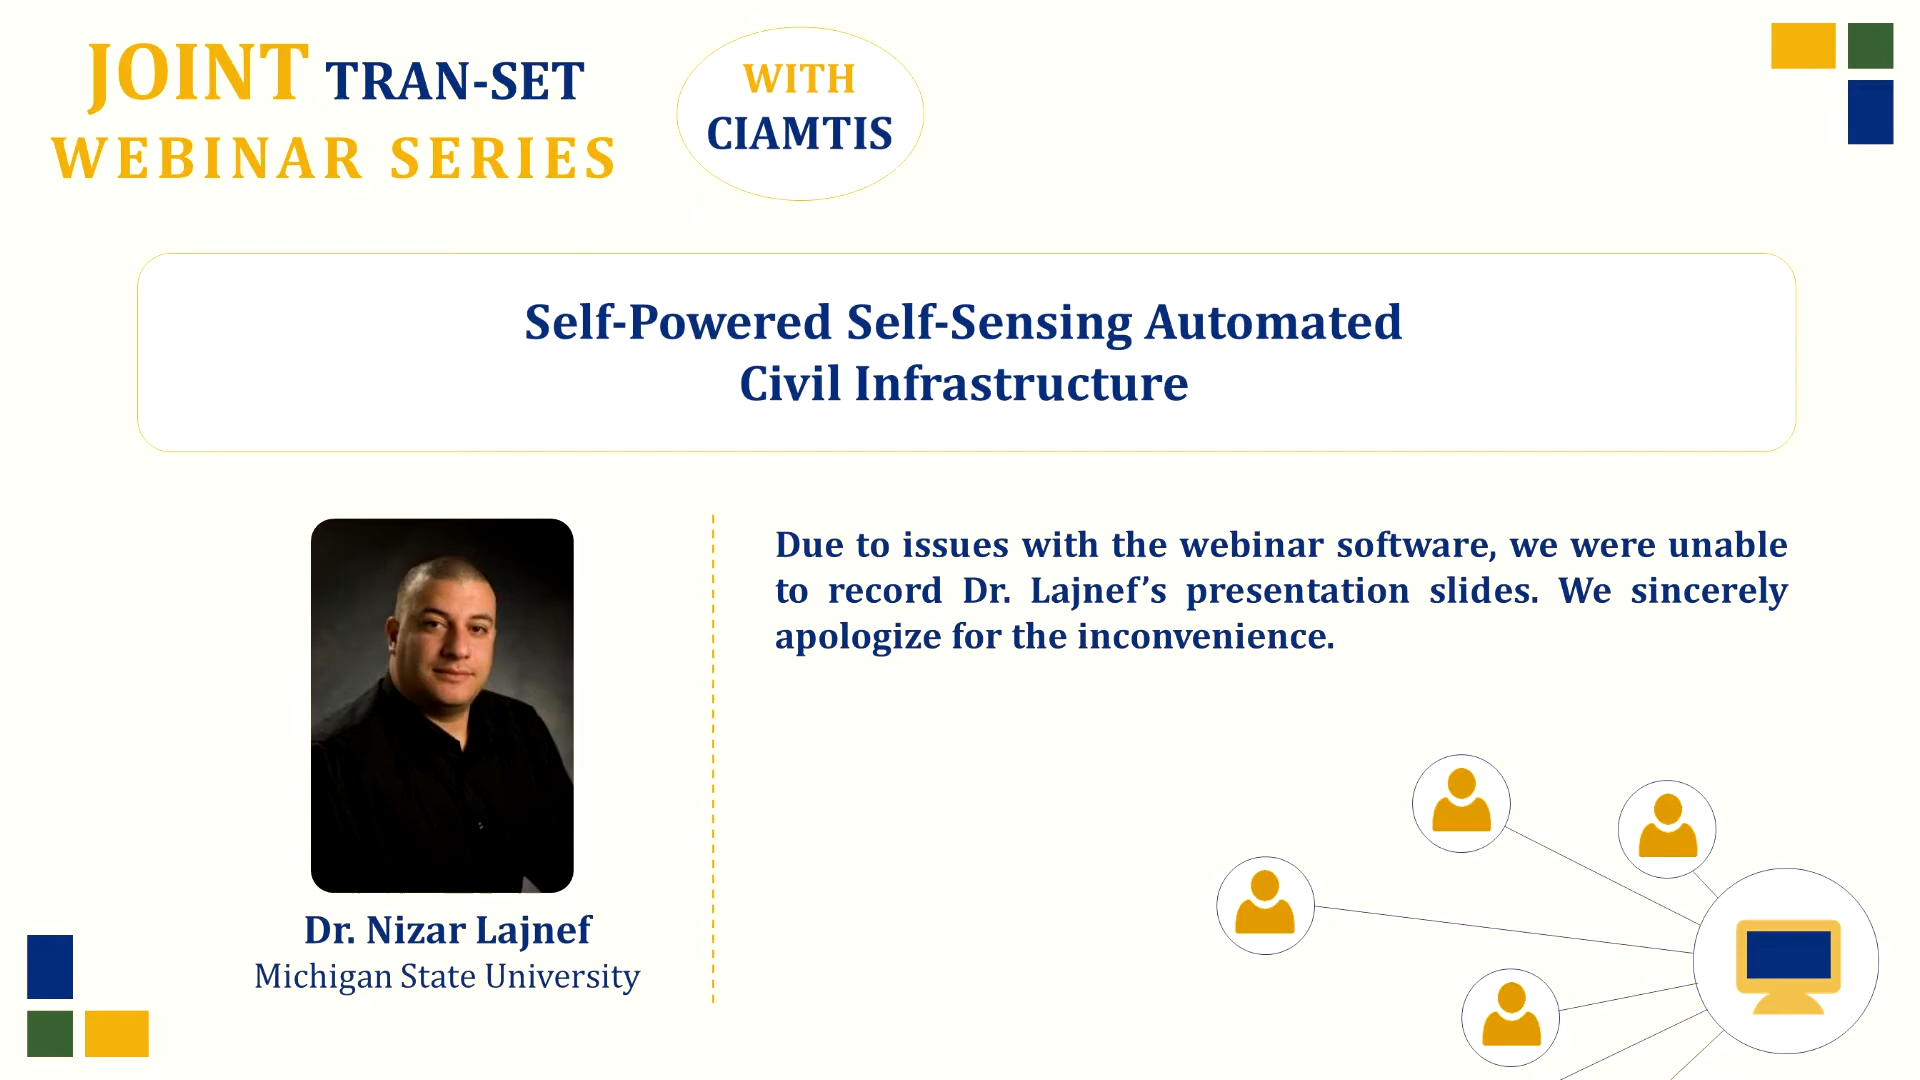 JOINT TRAN-SET
WEBINAR SERIES
WITH
CIAMTIS
Self-Powered Self-Sensing Automated
Civil Infrastructure
Due to issues with the webinar software, we were unable
to record Dr. Lajnef’s presentation slides. We sincerely
apologize for the inconvenience.
Dr. Nizar Lajnef
Michigan State University